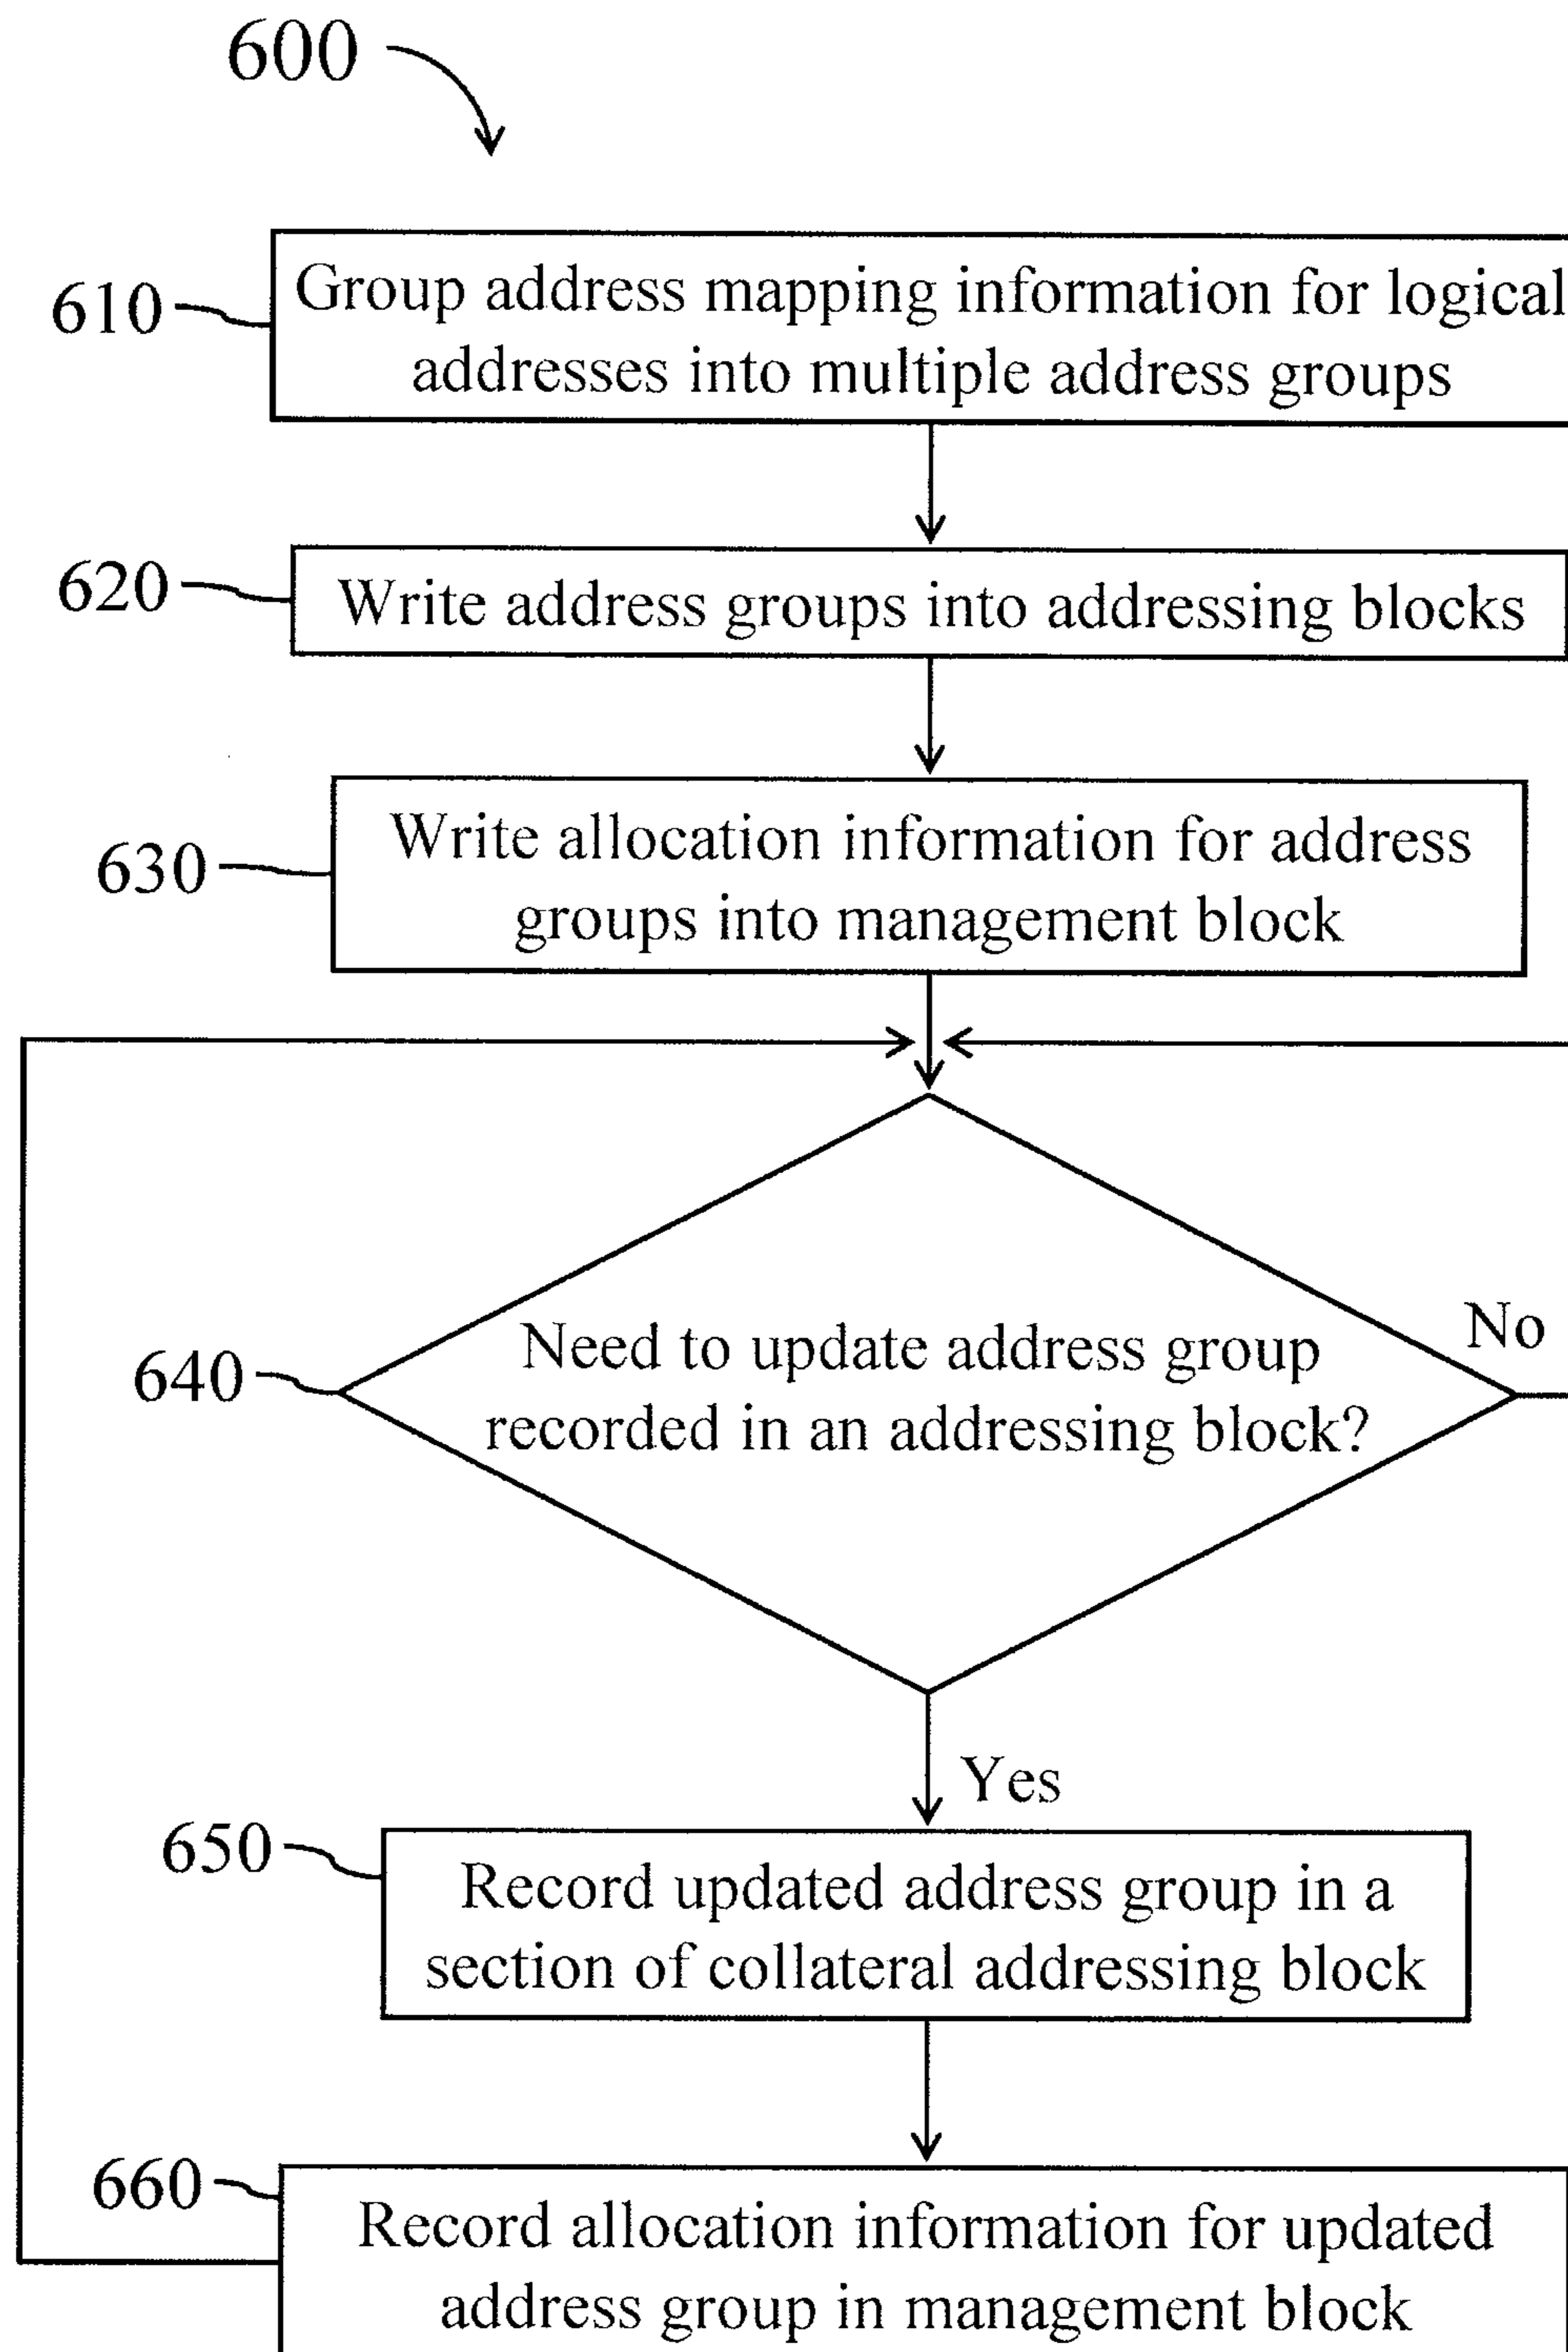 600
610
Group address mapping information for logical
addresses into multiple address groups
620
Write address groups into addressing blocks
630
Write allocation information for address
groups into management block
640
Need to update address group
recorded in an addressing block?
No
Yes
650
Record updated address group in a
section of collateral addressing block
660
Record allocation information for updated
address group in management block